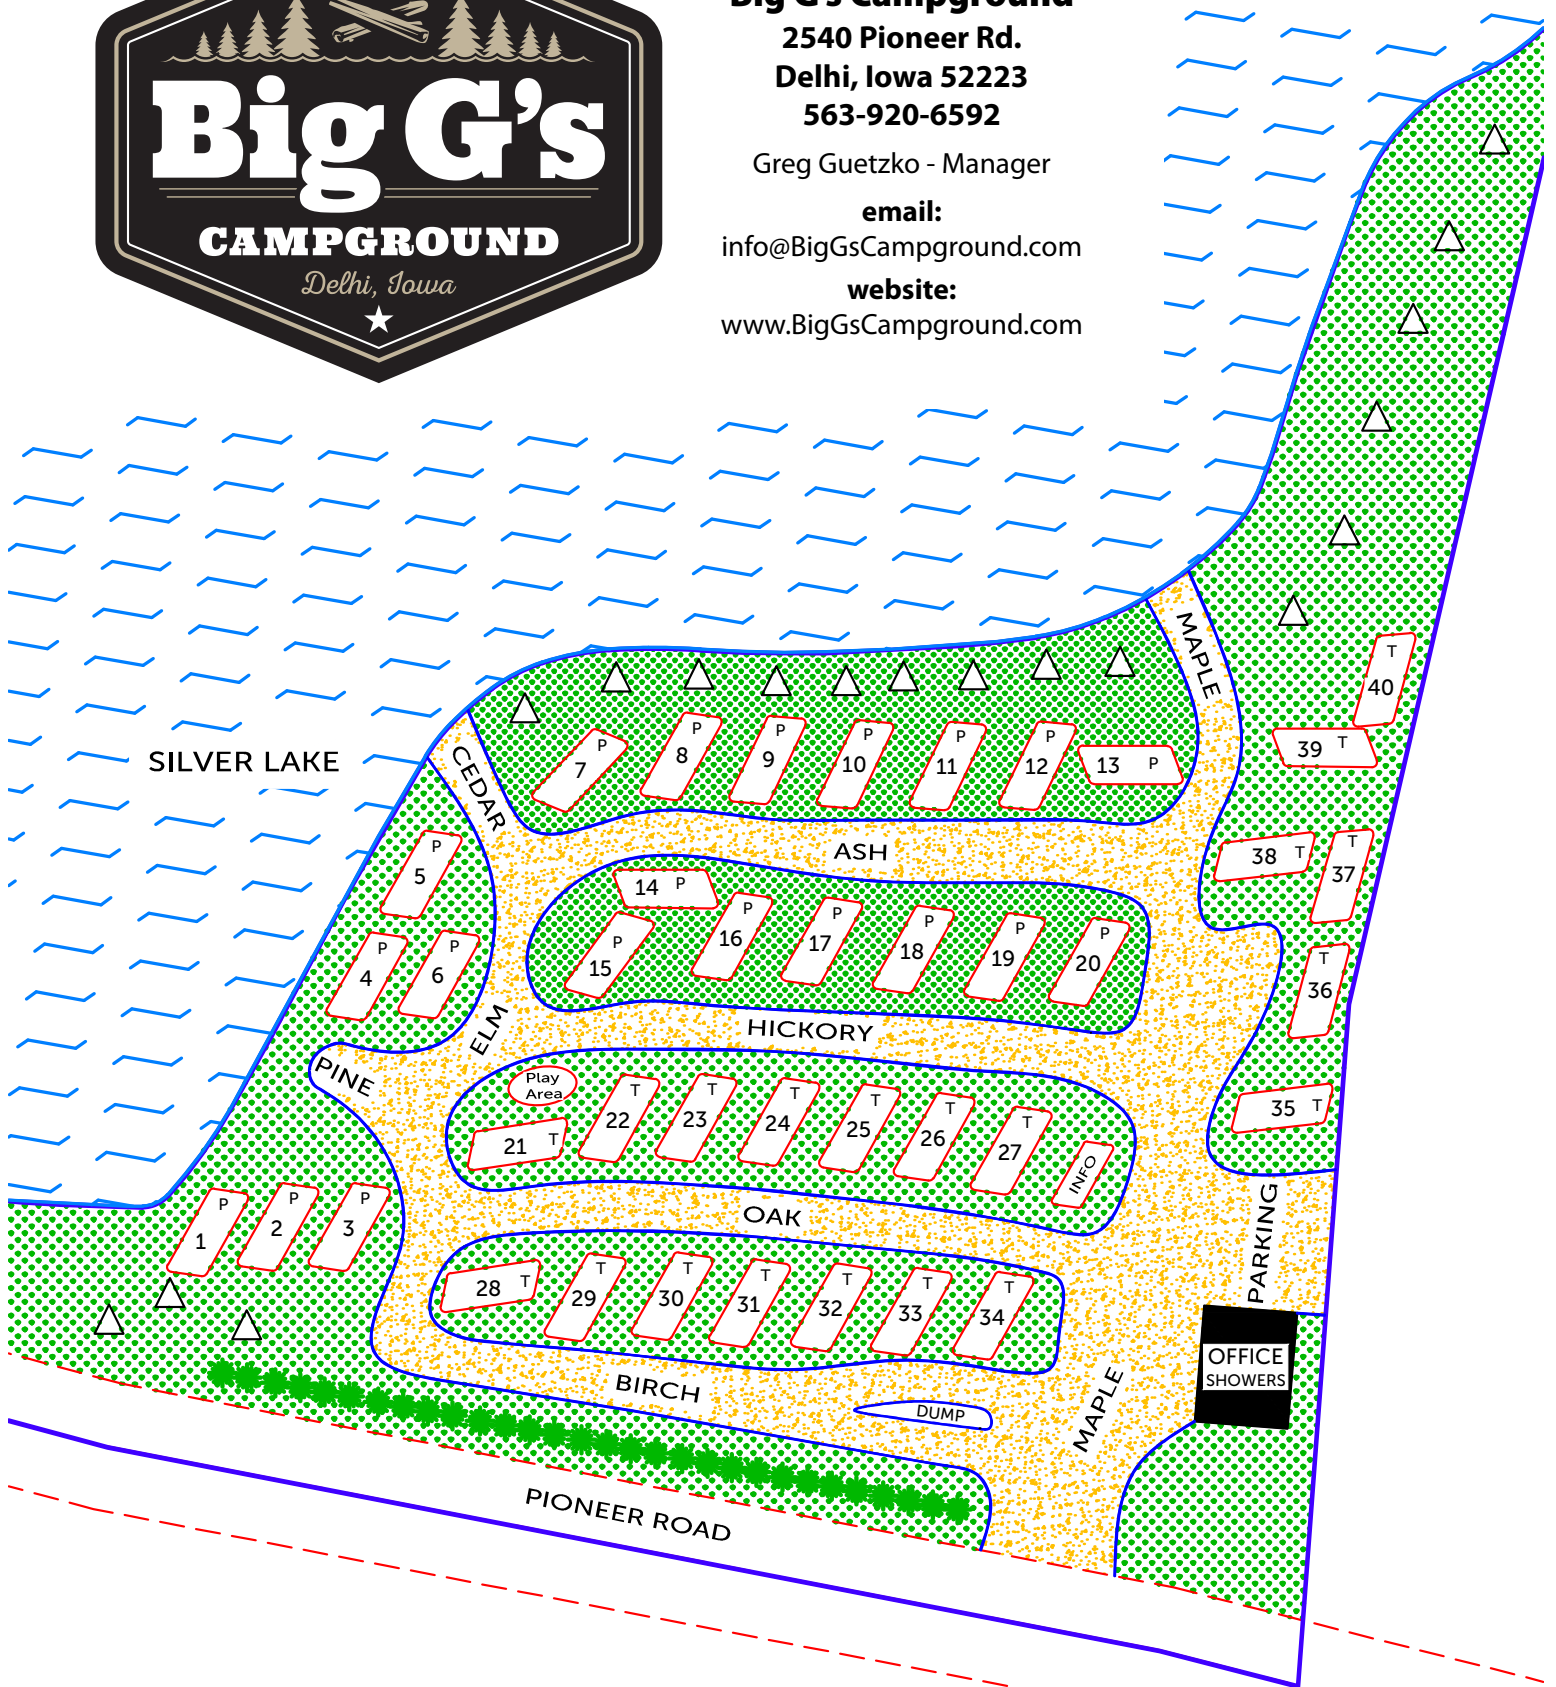 Big G's Campground
2540 Pioneer Rd.
Delhi, Iowa 52223
563-920-6592
Greg Guetzko - Manager
email:
info@BigGsCampground.com
website:
www.BigGsCampground.com
Big G's
CAMPGROUND
Delhi, Iowa
SILVER LAKE
MAPLE
T
40
39 T
CEDAR
P
7
P
8
P
9
P
10
P
11
P
12
13 P
ASH
38 T
T
37
P
5
14 P
P
15
P
16
P
17
P
18
P
19
P
20
P
4
P
6
T
36
ELM
HICKORY
PINE
Play
Area
21 T
T
22
T
23
T
24
T
25
T
26
T
27
INFO
35 T
P
1
P
2
P
3
OAK
PARKING
28 T
T
29
T
30
T
31
T
32
T
33
T
34
OFFICE
SHOWERS
BIRCH
DUMP
MAPLE
PIONEER ROAD